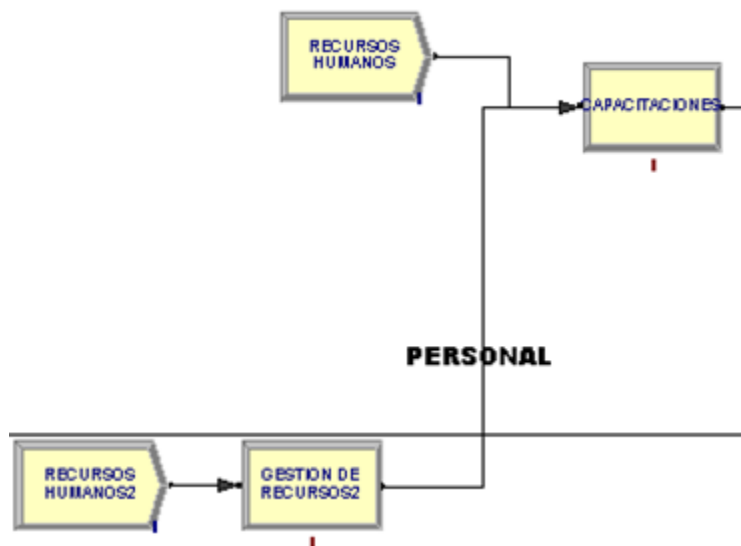 RECURSOS
HUMANOS
CAPACITACIONES
PERSONAL
RECURSOS
HUMANOS2
GESTION DE
RECURSOS2